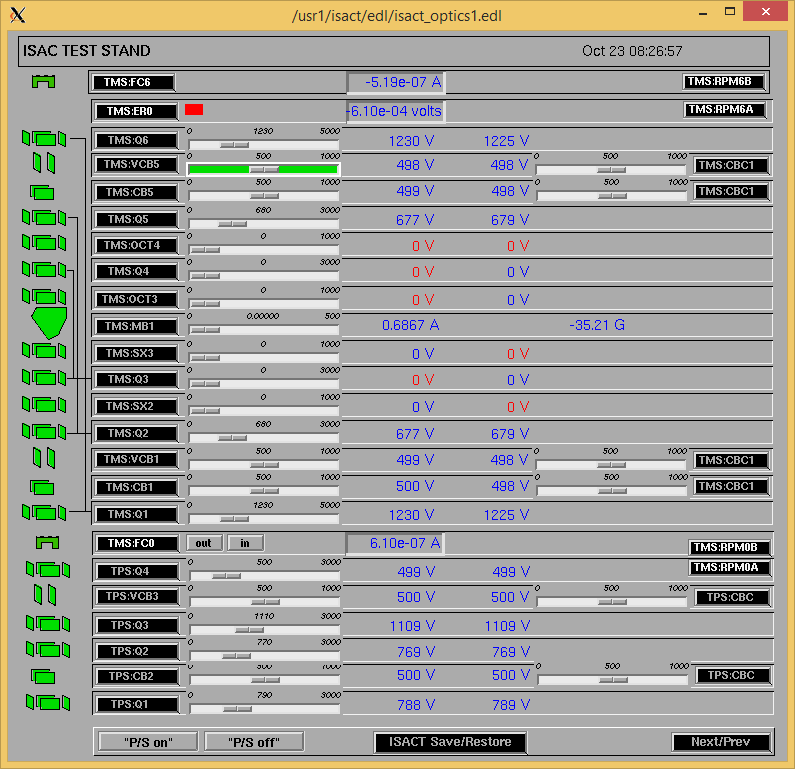 /usr1/isact/edl/isact_optics1.edl
ISAC TEST STAND Oct 23 08:26:57
TMS:FC6 -5.19e-07 A TMS:RPM6B
TMS:ER0 -6.10e-04 volts TMS:RPM6A
0 1230 5000
TMS:Q6 1230 V 1225 V
0 500 1000 0 500 1000
TMS:VCB5 498 V 498 V TMS:CBC1
0 500 1000 0 500 1000
TMS:CB5 499 V 498 V TMS:CBC1
0 680 3000
TMS:Q5 677 V 679 V
0 0 1000
TMS:OCT4 0 V 0 V
0 0 3000
TMS:Q4 0 V 0 V
0 0 1000
TMS:OCT3 0 V 0 V
0 0.00000 500
TMS:MB1 0.6867 A -35.21 G
0 0 1000
TMS:SX3 0 V 0 V
0 0 3000
TMS:Q3 0 V 0 V
0 0 1000
TMS:SX2 0 V 0 V
0 680 3000
TMS:Q2 677 V 679 V
0 500 1000 0 500 1000
TMS:VCB1 499 V 498 V TMS:CBC1
0 500 1000 0 500 1000
TMS:CB1 500 V 498 V TMS:CBC1
0 1230 5000
TMS:Q1 1230 V 1225 V
TMS:FC0 out in 6.10e-07 A TMS:RPM0B
0 500 3000 TMS:RPM0A
TPS:Q4 499 V 499 V
0 500 1000 0 500 1000
TPS:VCB3 500 V 500 V TPS:CBC
0 1110 3000
TPS:Q3 1109 V 1109 V
0 770 3000
TPS:Q2 769 V 769 V
0 500 1000 0 500 1000
TPS:CB2 500 V 500 V TPS:CBC
0 790 3000
TPS:Q1 788 V 789 V
"P/S on" "P/S off" ISACT Save/Restore Next/Prev